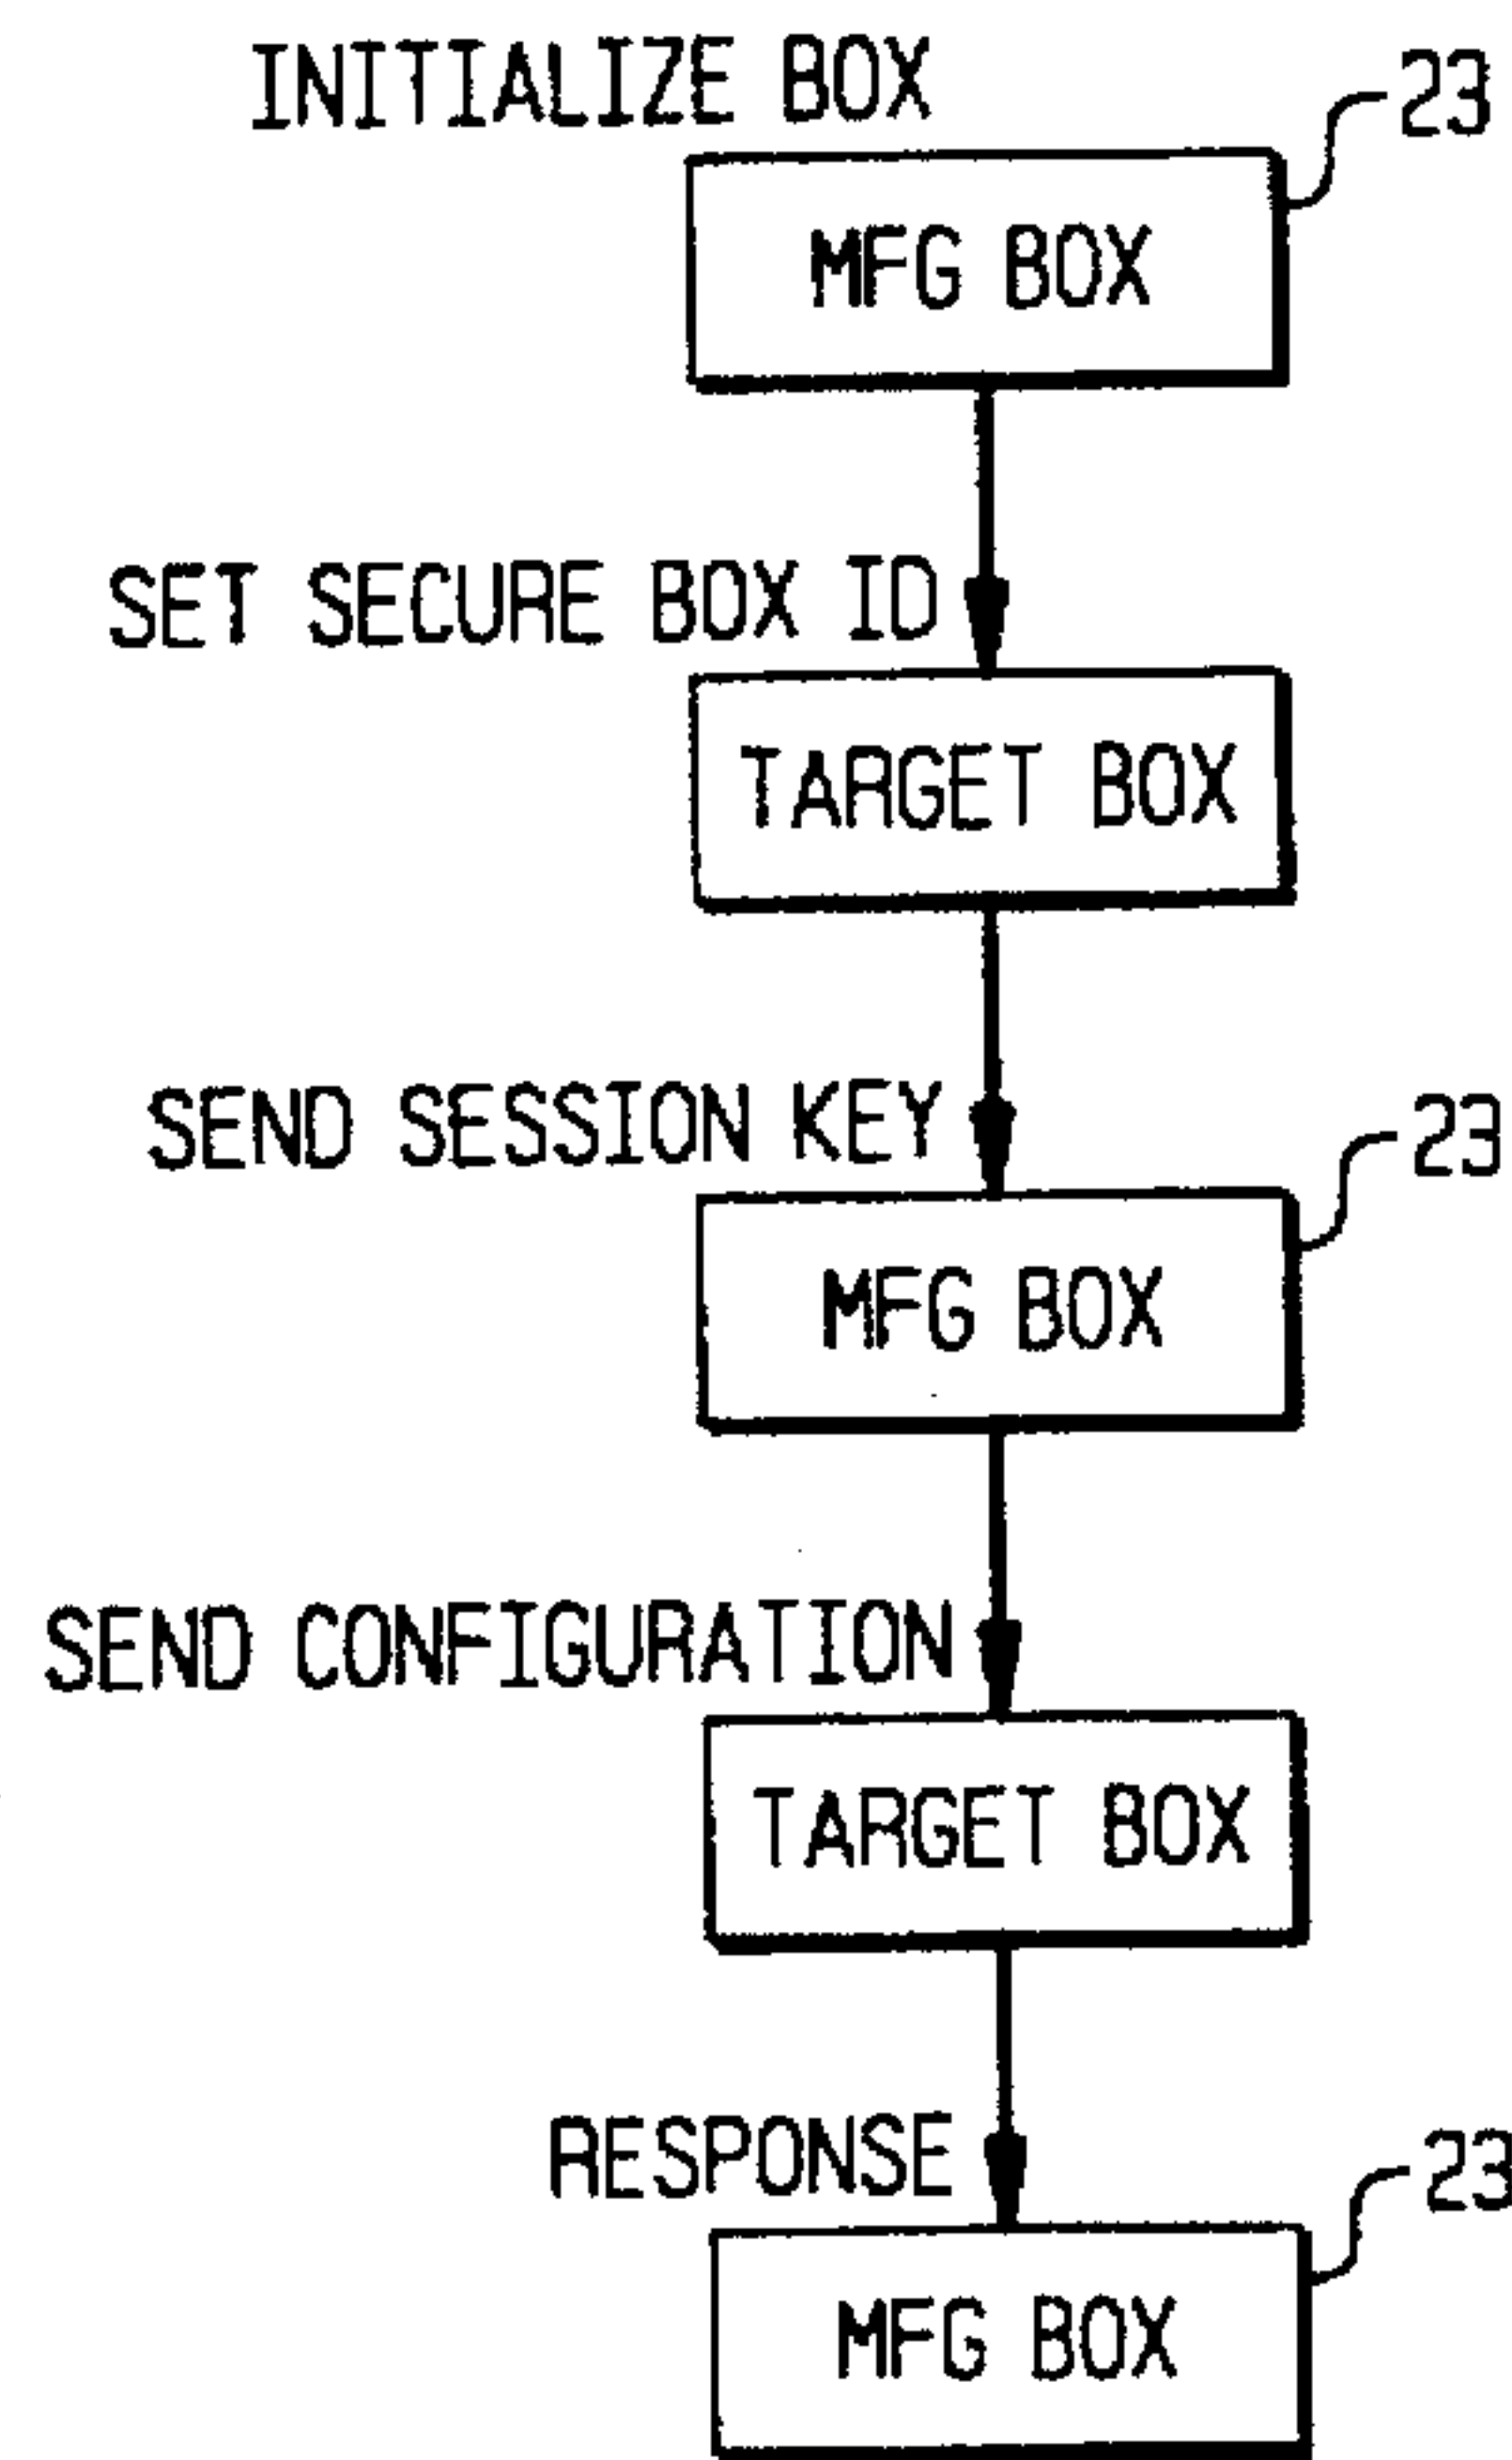 INITIALIZE BOX
23
MFG BOX
SET SECURE BOX ID
TARGET BOX
SEND SESSION KEY
23
MFG BOX
SEND CONFIGURATION
TARGET BOX
RESPONSE
23
MFG BOX